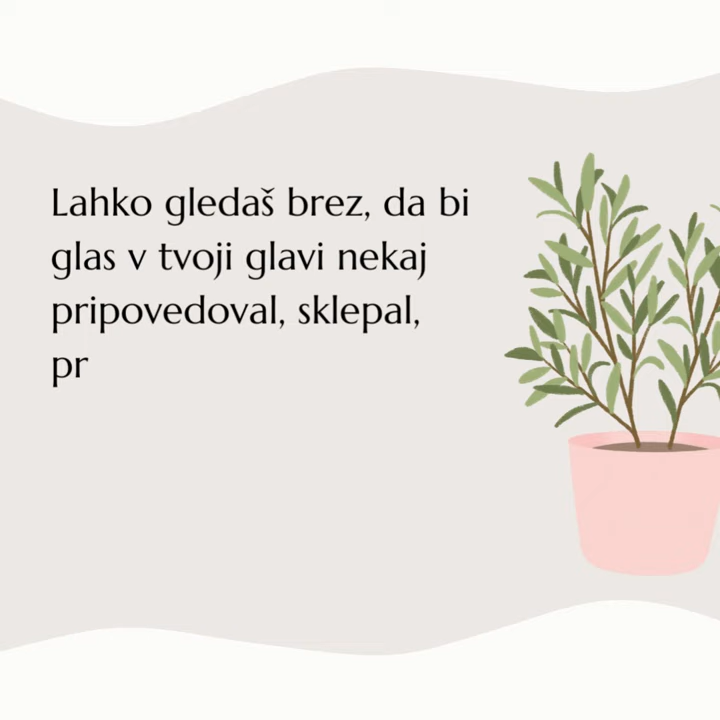 Lahko gledaš brez, da bi
glas v tvoji glavi nekaj
pripovedoval, sklepal,
pr